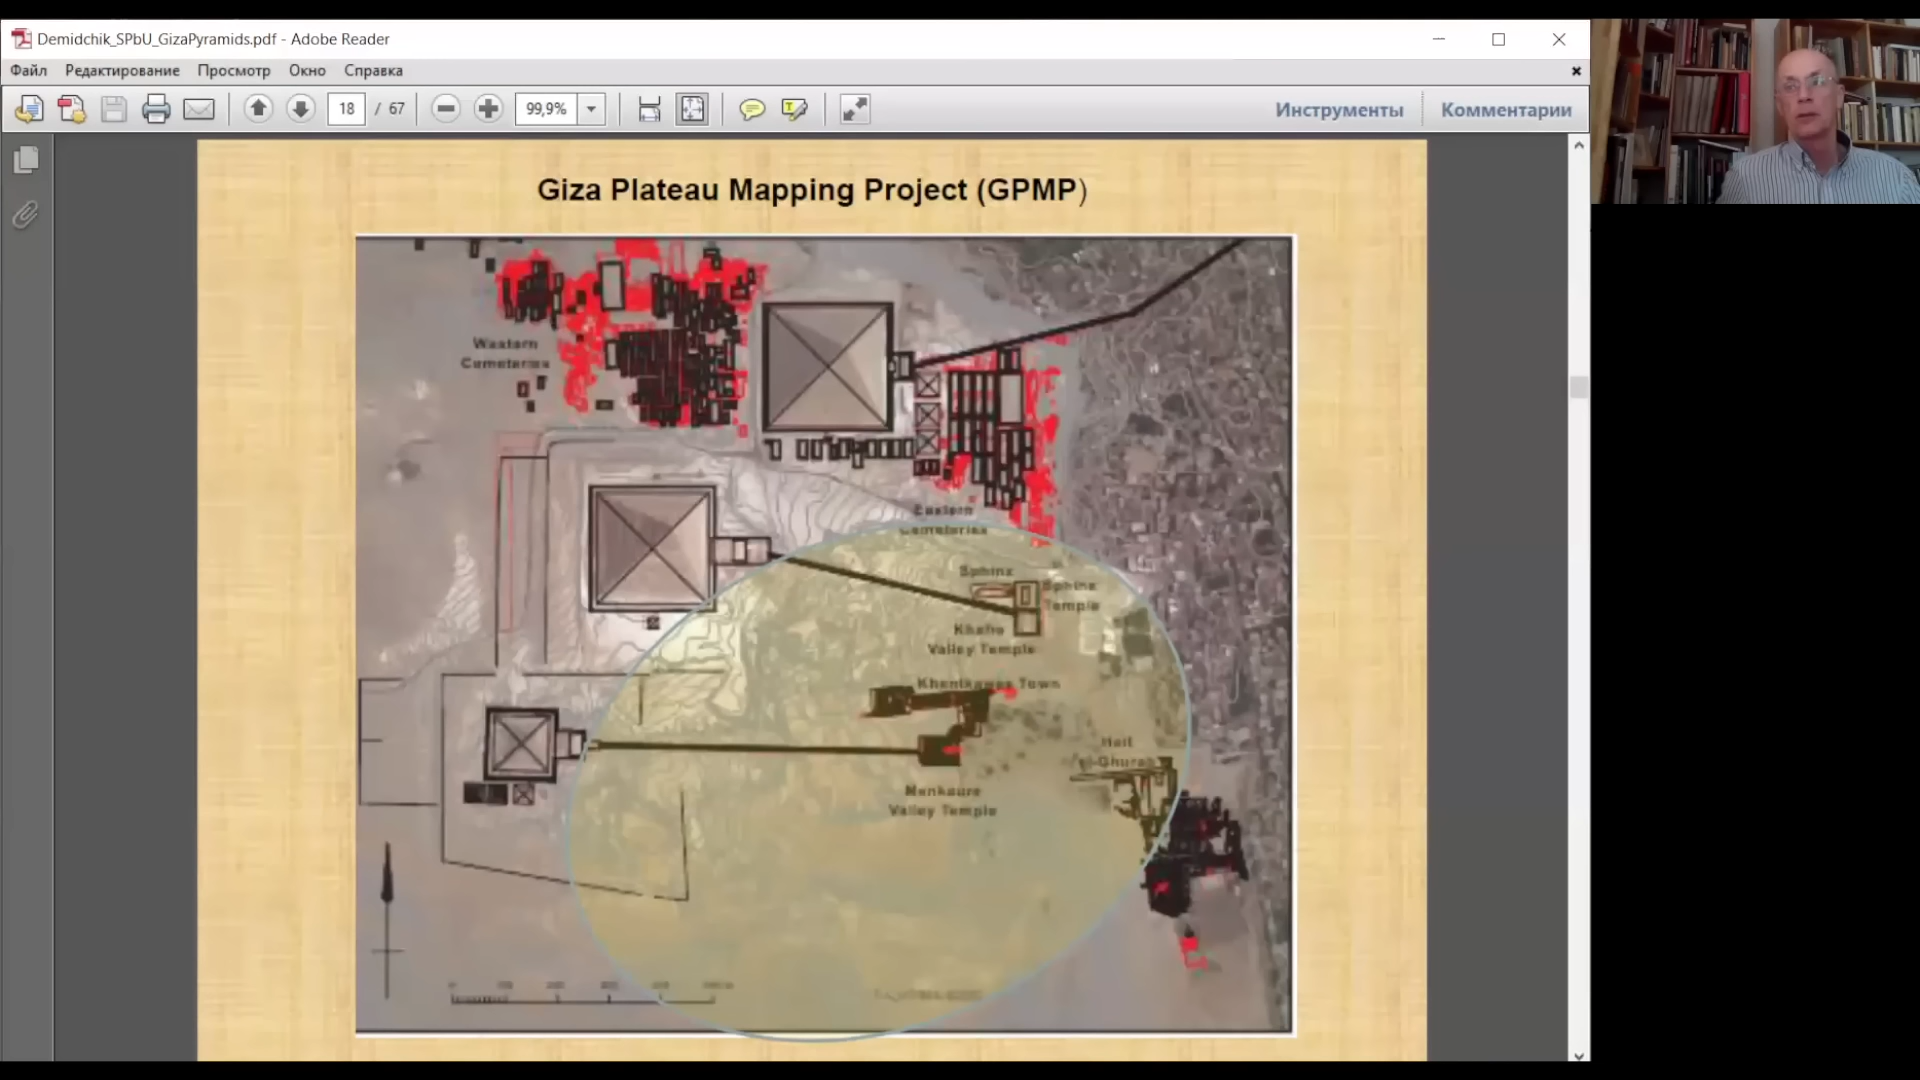 Demidchik_SPbU_GizaPyramids.pdf - Adobe Reader
Файл Редактирование Просмотр Окно Справка
18 / 67 99,9% Инструменты Комментарии
Giza Plateau Mapping Project (GPMP)
Western
Cemeteries
Eastern
Cemeteries
Sphinx
Sphinx
Temple
Khafre
Valley Temple
Khentkawes Town
Heit
el-Ghurab
Menkaure
Valley Temple